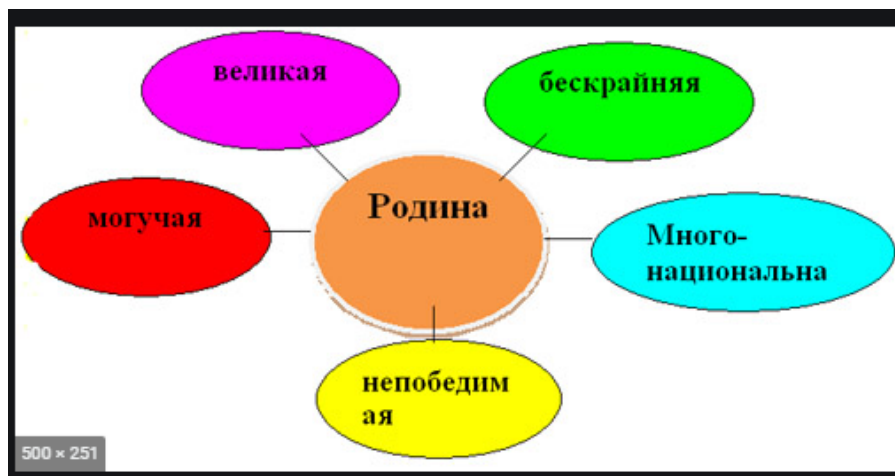 великая
бескрайняя
Родина
могучая
Много-
национальна
непобедим
ая
500 × 251